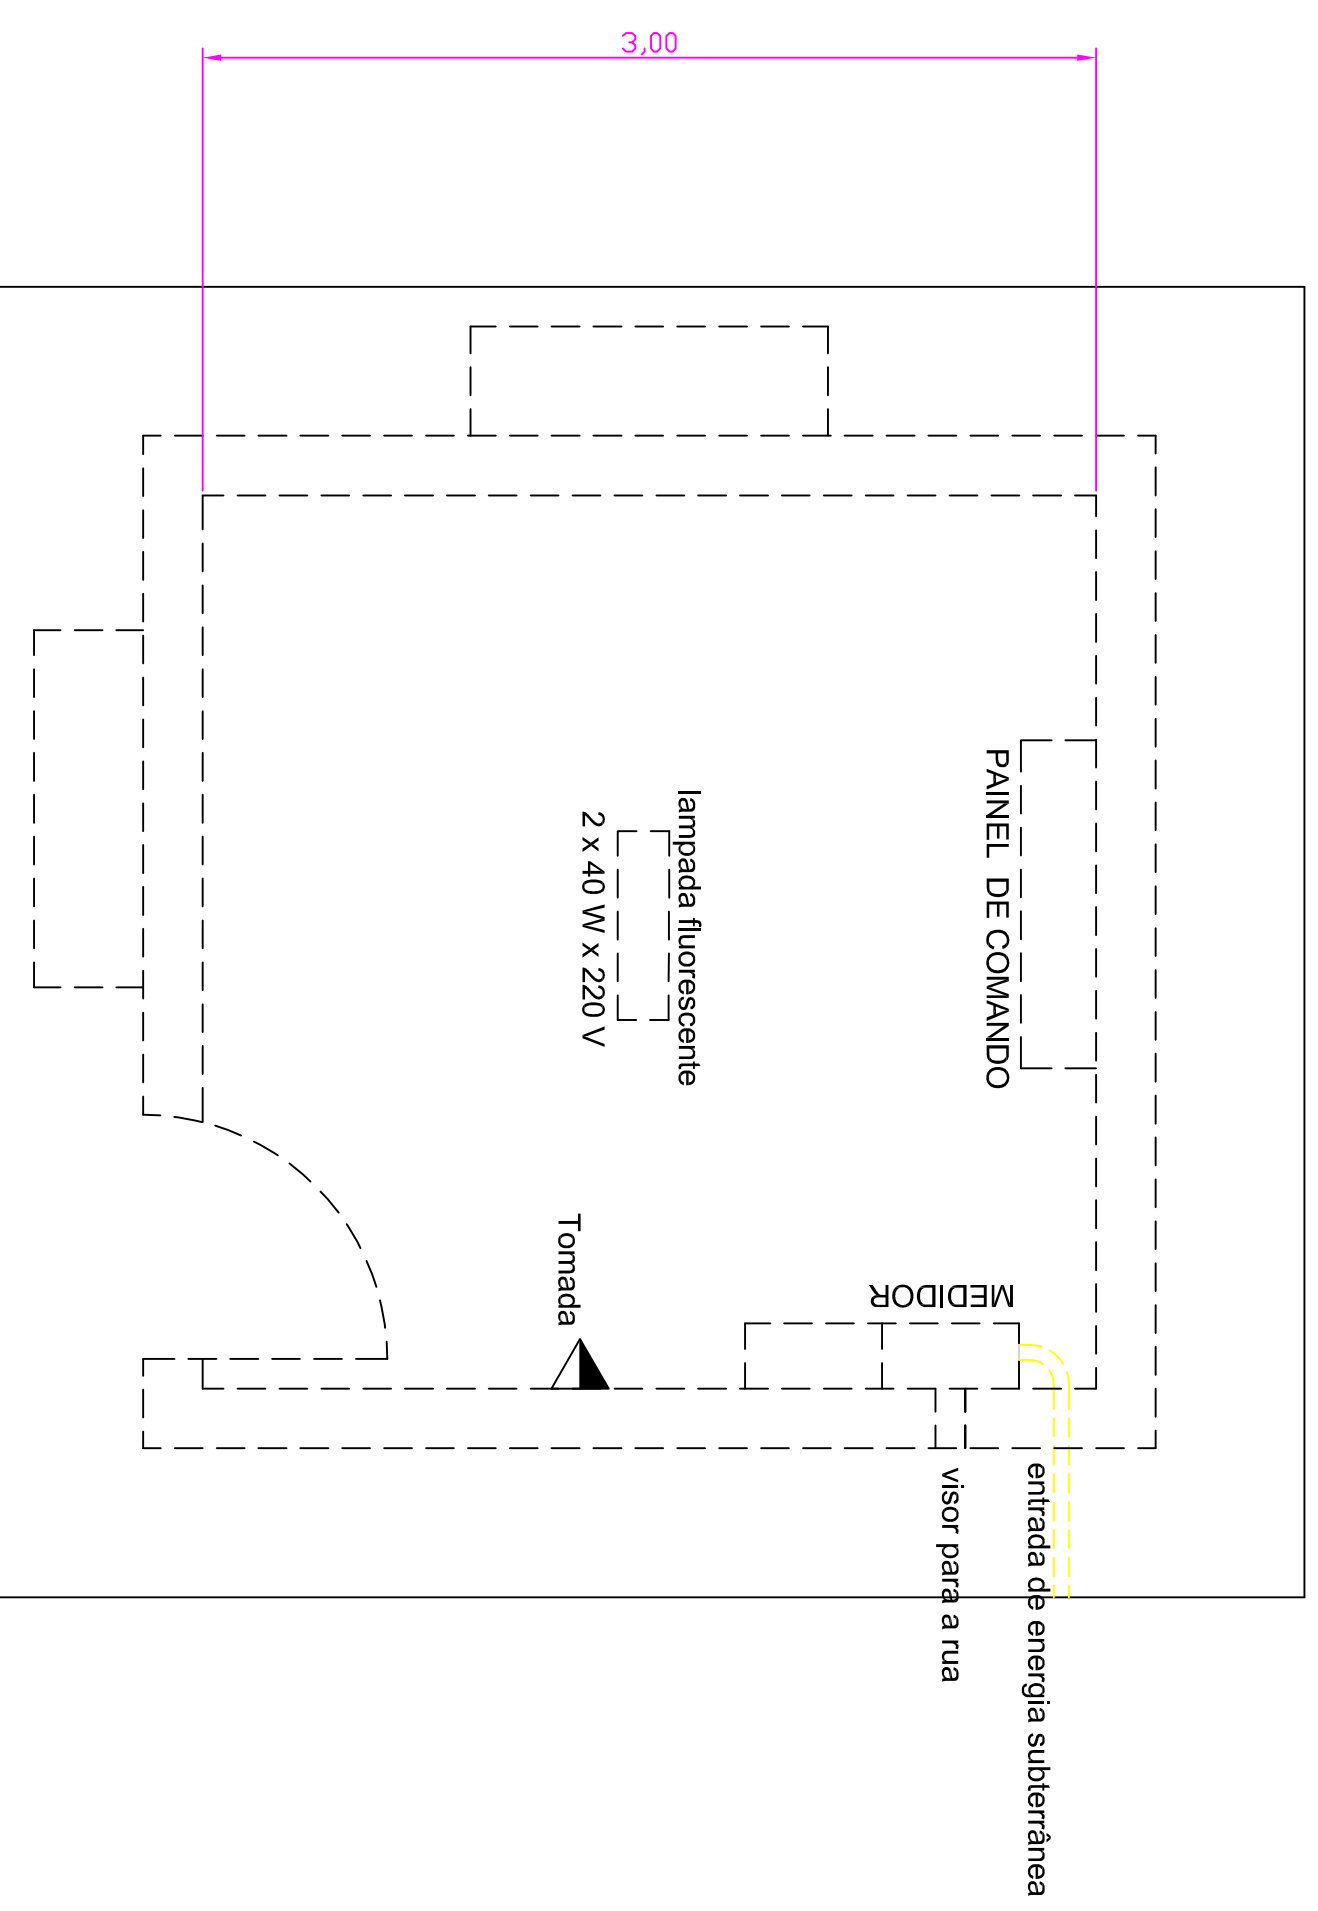 3,00
PAINEL DE COMANDO
lampada fluorescente
2 x 40 W x 220 V
Tomada
MEDIDOR
entrada de energia subterrânea
visor para a rua